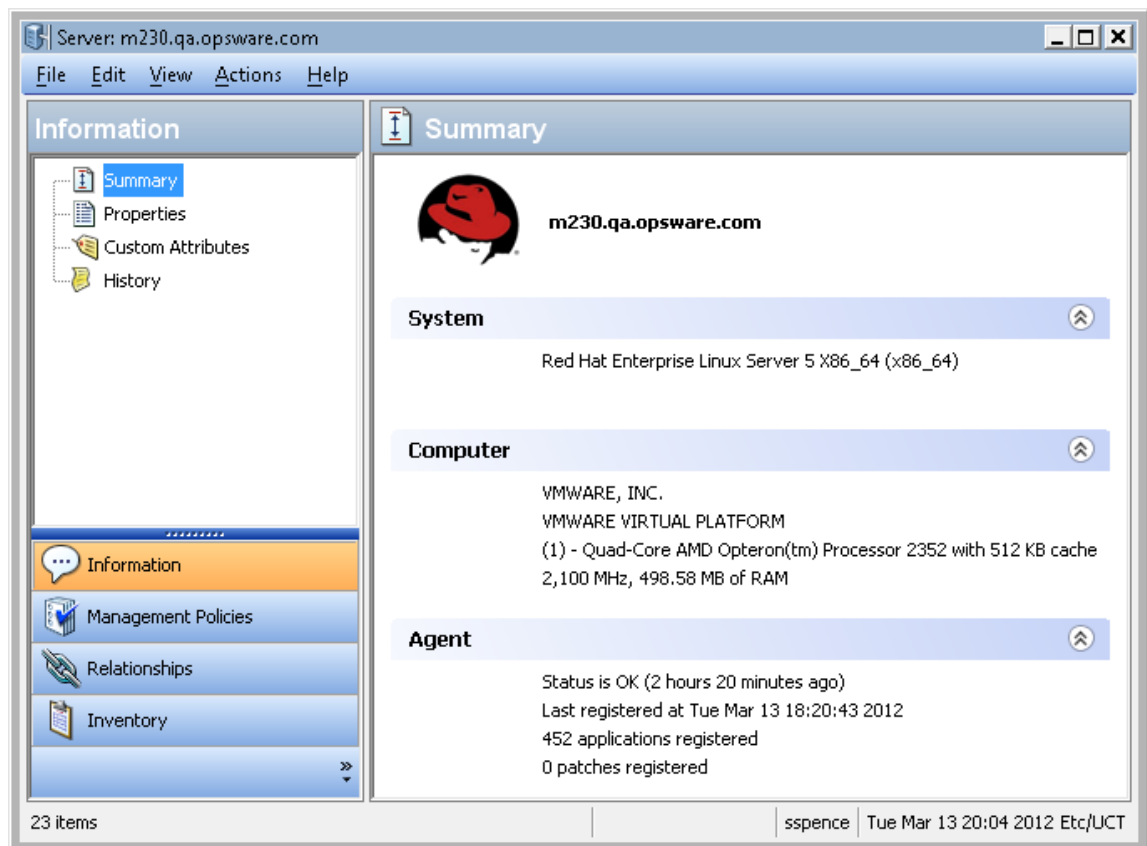 Server: m230.qa.opsware.com
File Edit View Actions Help
Information
Summary
Properties
Custom Attributes
History
Information
Management Policies
Relationships
Inventory
Summary
m230.qa.opsware.com
System
Red Hat Enterprise Linux Server 5 X86_64 (x86_64)
Computer
VMWARE, INC.
VMWARE VIRTUAL PLATFORM
(1) - Quad-Core AMD Opteron(tm) Processor 2352 with 512 KB cache
2,100 MHz, 498.58 MB of RAM
Agent
Status is OK (2 hours 20 minutes ago)
Last registered at Tue Mar 13 18:20:43 2012
452 applications registered
0 patches registered
23 items
sspence
Tue Mar 13 20:04 2012 Etc/UCT